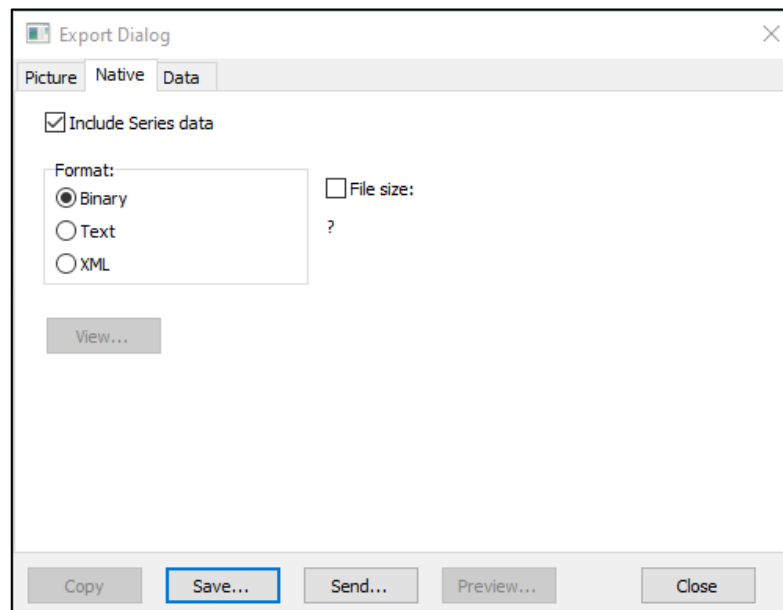 Export Dialog
Picture Native Data
Include Series data
Format:
Binary
File size:
Text
?
XML
View...
Copy Save... Send... Preview... Close